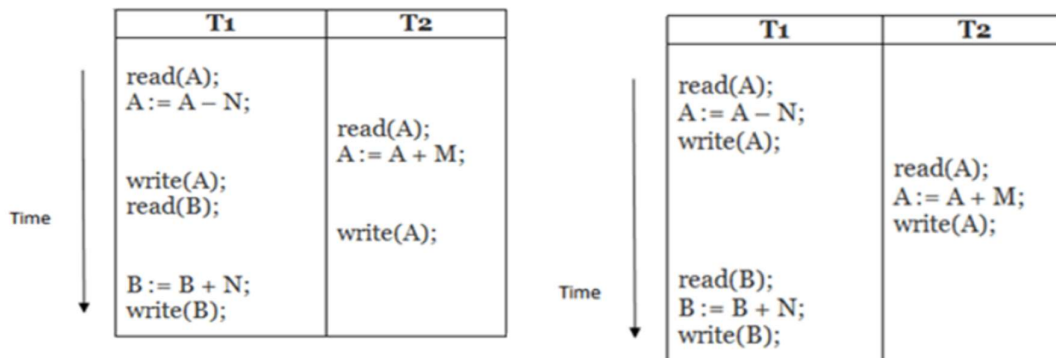 T1 T2
read(A);
A := A – N;
read(A);
A := A + M;
write(A);
read(B);
write(A);
B := B + N;
write(B);
Time
T1 T2
read(A);
A := A – N;
write(A);
read(A);
A := A + M;
write(A);
read(B);
B := B + N;
write(B);
Time